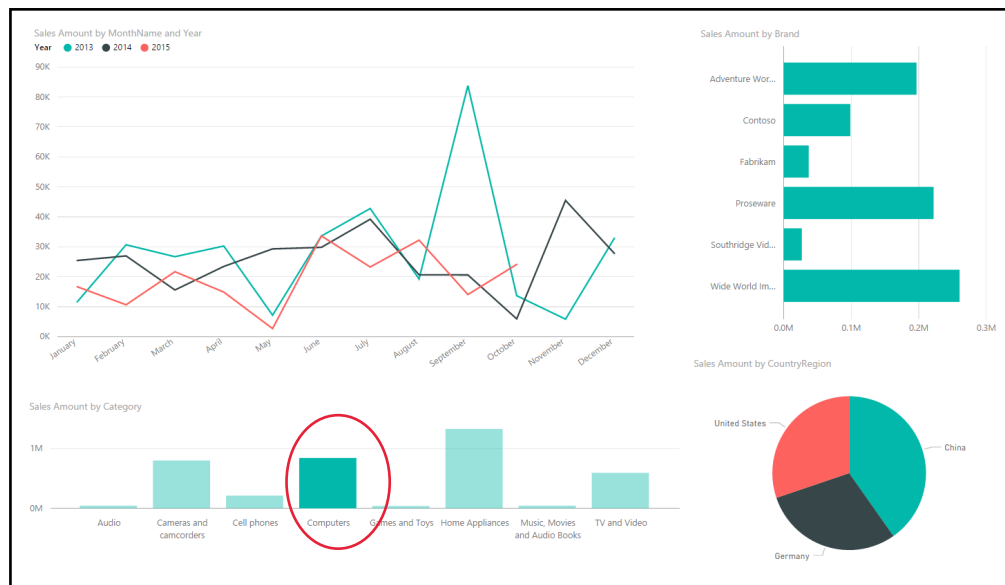 Sales Amount by MonthName and Year
Year 2013 2014 2015
90K
80K
70K
60K
50K
40K
30K
20K
10K
0K
January February March April May June July August September October November December
Sales Amount by Brand
Adventure Wor...
Contoso
Fabrikam
Proseware
Southridge Vid...
Wide World Im...
0.0M 0.1M 0.2M 0.3M
Sales Amount by Category
1M
0M
Audio Cameras and Cell phones Computers Games and Toys Home Appliances Music, Movies TV and Video
camcorders and Audio Books
Sales Amount by CountryRegion
United States
China
Germany